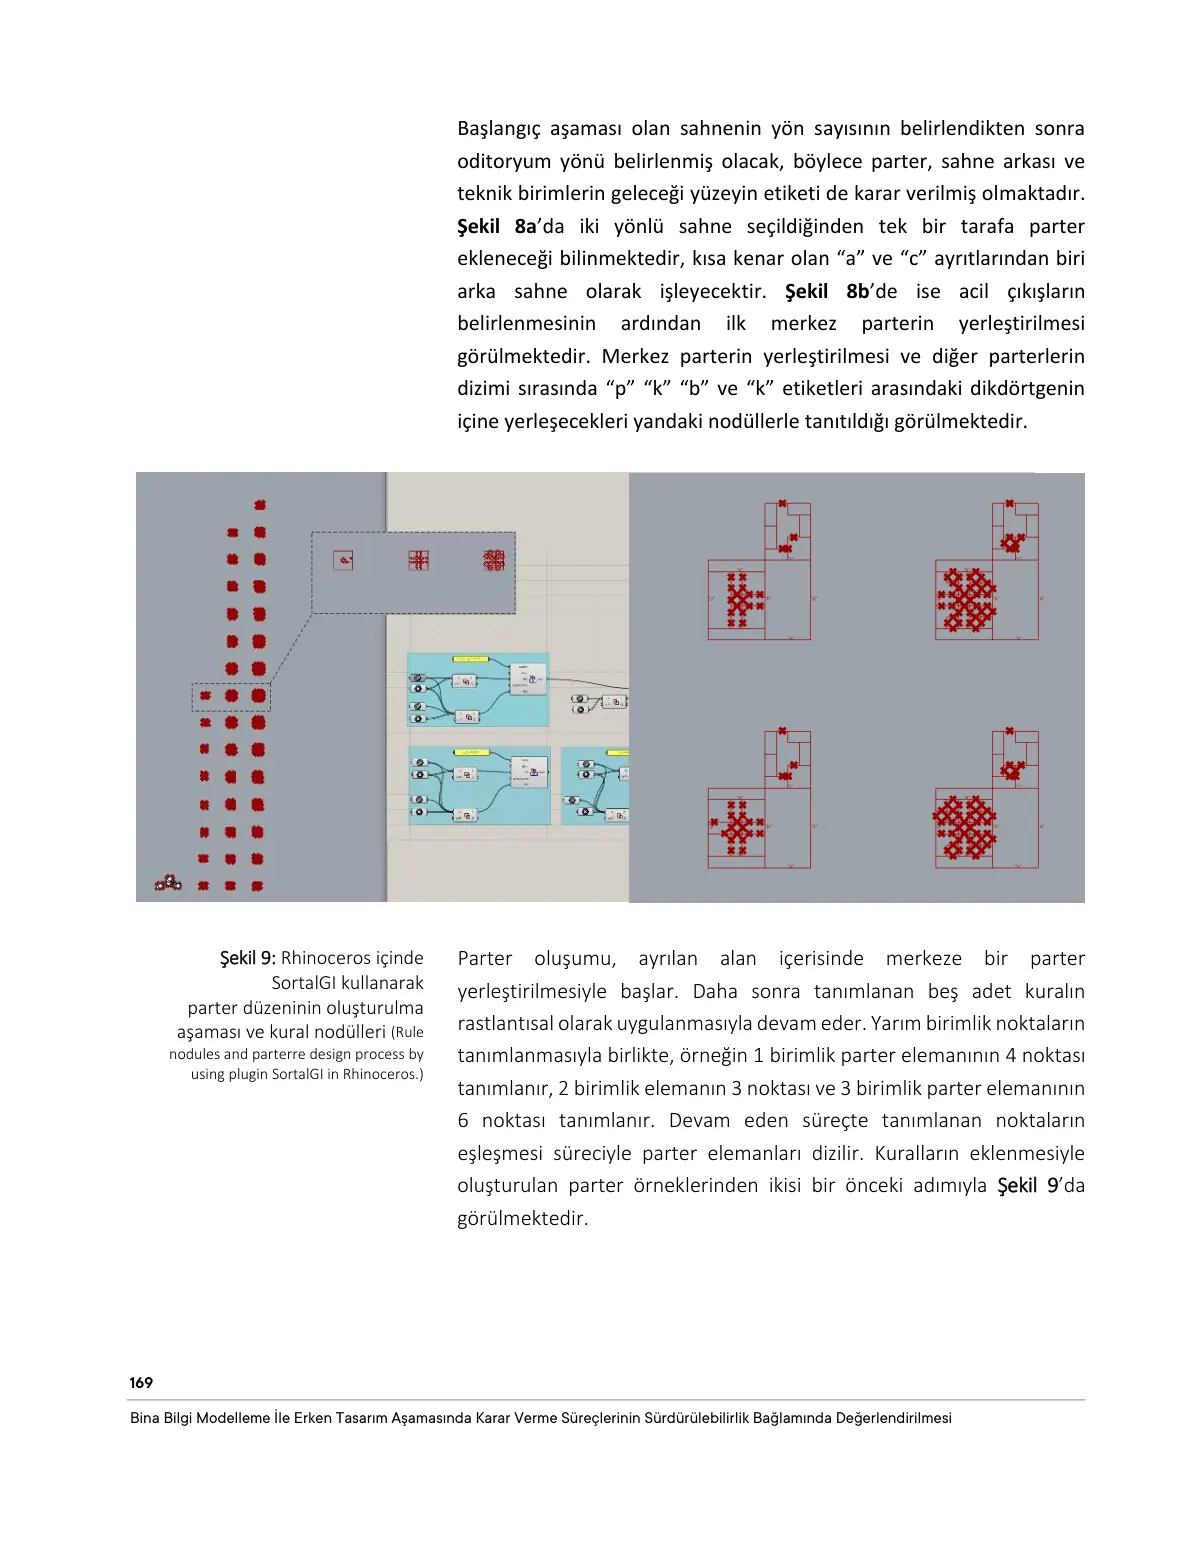 Başlangıç aşaması olan sahnenin yön sayısının belirlendikten sonra
oditoryum yönü belirlenmiş olacak, böylece parter, sahne arkası ve
teknik birimlerin geleceği yüzeyin etiketi de karar verilmiş olmaktadır.
Şekil 8a’da iki yönlü sahne seçildiğinden tek bir tarafa parter
ekleneceği bilinmektedir, kısa kenar olan “a” ve “c” ayrıtlarından biri
arka sahne olarak işleyecektir. Şekil 8b’de ise acil çıkışların
belirlenmesinin ardından ilk merkez parterin yerleştirilmesi
görülmektedir. Merkez parterin yerleştirilmesi ve diğer parterlerin
dizimi sırasında “p” “k” “b” ve “k” etiketleri arasındaki dikdörtgenin
içine yerleşecekleri yandaki nodüllerle tanıtıldığı görülmektedir.
Şekil 9: Rhinoceros içinde
SortalGI kullanarak
parter düzeninin oluşturulma
aşaması ve kural nodülleri (Rule
nodules and parterre design process by
using plugin SortalGI in Rhinoceros.)
Parter oluşumu, ayrılan alan içerisinde merkeze bir parter
yerleştirilmesiyle başlar. Daha sonra tanımlanan beş adet kuralın
rastlantısal olarak uygulanmasıyla devam eder. Yarım birimlik noktaların
tanımlanmasıyla birlikte, örneğin 1 birimlik parter elemanının 4 noktası
tanımlanır, 2 birimlik elemanın 3 noktası ve 3 birimlik parter elemanının
6 noktası tanımlanır. Devam eden süreçte tanımlanan noktaların
eşleşmesi süreciyle parter elemanları dizilir. Kuralların eklenmesiyle
oluşturulan parter örneklerinden ikisi bir önceki adımıyla Şekil 9’da
görülmektedir.
169
Bina Bilgi Modelleme İle Erken Tasarım Aşamasında Karar Verme Süreçlerinin Sürdürülebilirlik Bağlamında Değerlendirilmesi